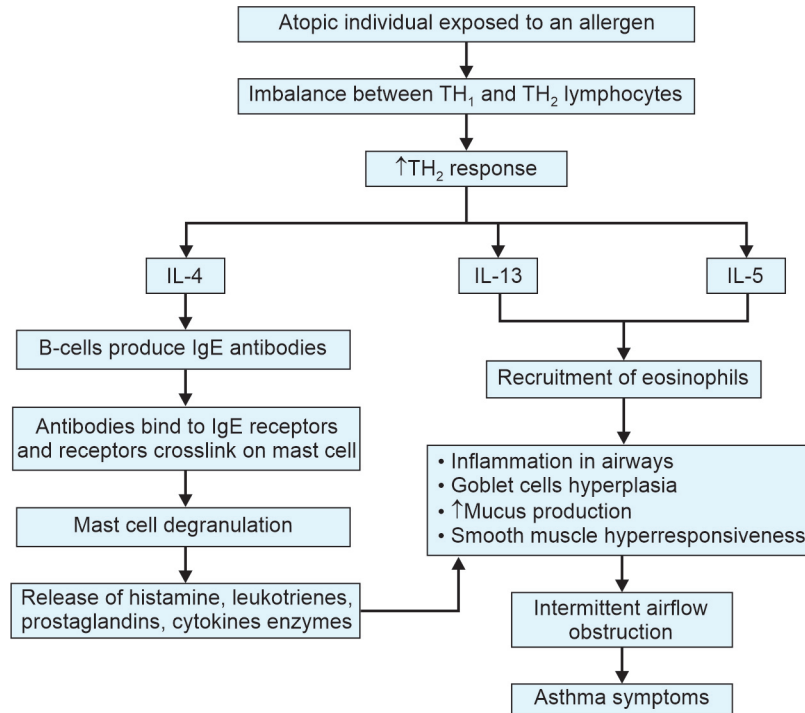 Atopic individual exposed to an allergen
Imbalance between TH₁ and TH₂ lymphocytes
↑TH₂ response
IL-4
IL-13
IL-5
B-cells produce IgE antibodies
Recruitment of eosinophils
Antibodies bind to IgE receptors
and receptors crosslink on mast cell
• Inflammation in airways
• Goblet cells hyperplasia
• ↑Mucus production
• Smooth muscle hyperresponsiveness
Mast cell degranulation
Release of histamine, leukotrienes,
prostaglandins, cytokines enzymes
Intermittent airflow
obstruction
Asthma symptoms